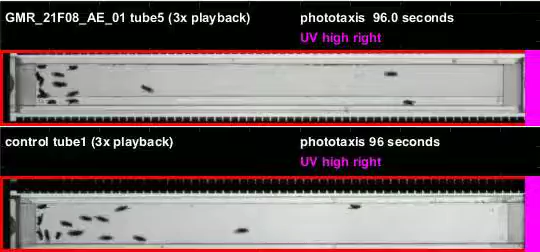 GMR_21F08_AE_01 tube5 (3x playback) phototaxis 96.0 seconds
UV high right
control tube1 (3x playback) phototaxis 96 seconds
UV high right